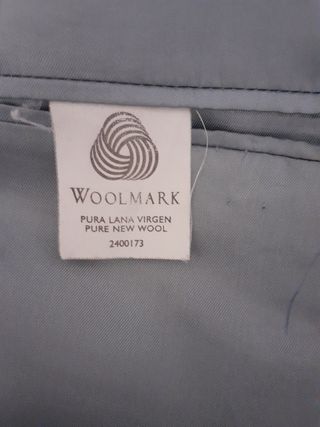 WOOLMARK
PURA LANA VIRGEN
PURE NEW WOOL
2400173